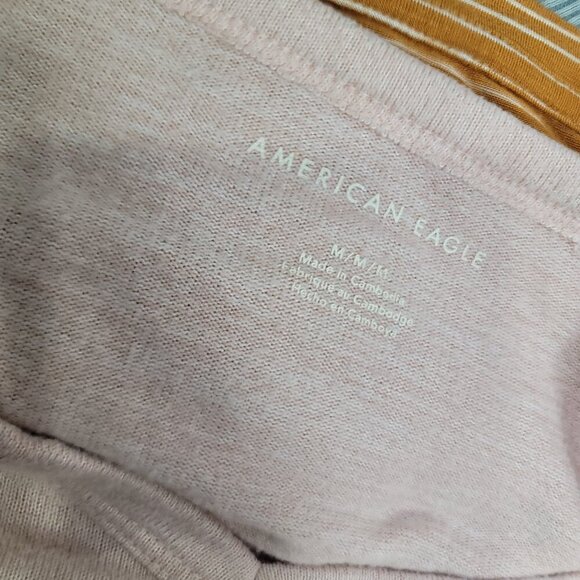 AMERICAN EAGLE
M/M/M
Made in Cambodia
Fabriqué au Cambodge
Hecho en Camboya